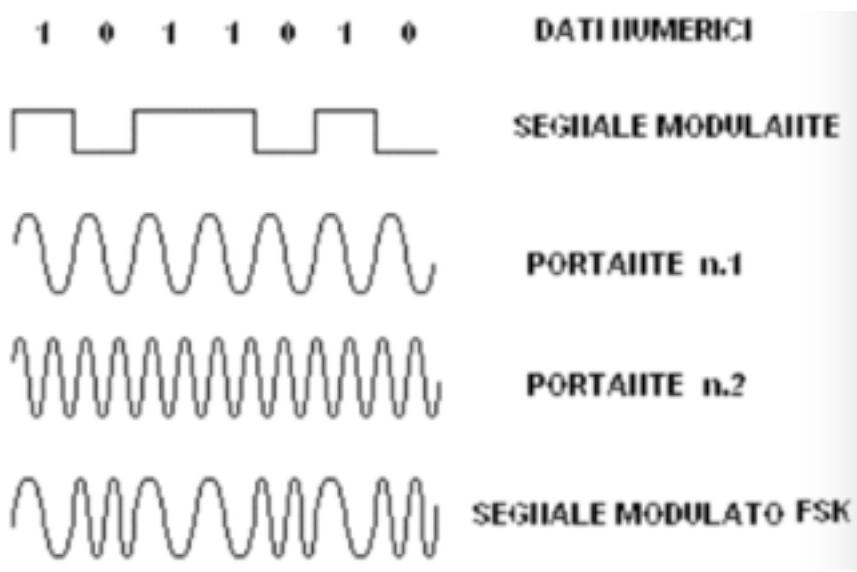 1 0 1 1 0 1 0 DATI NUMERICI
SEGNALE MODULANTE
PORTANTE n.1
PORTANTE n.2
SEGNALE MODULATO FSK